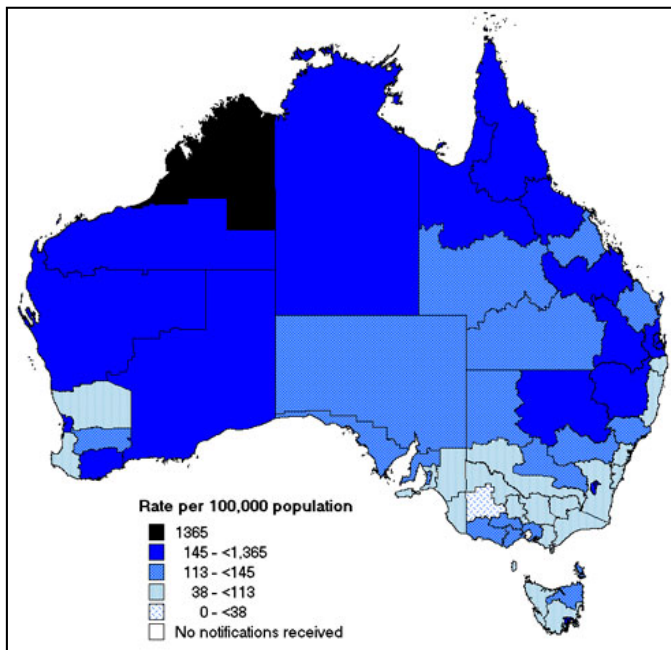 Rate per 100,000 population
1365
145 - <1,365
113 - <145
38 - <113
0 - <38
No notifications received